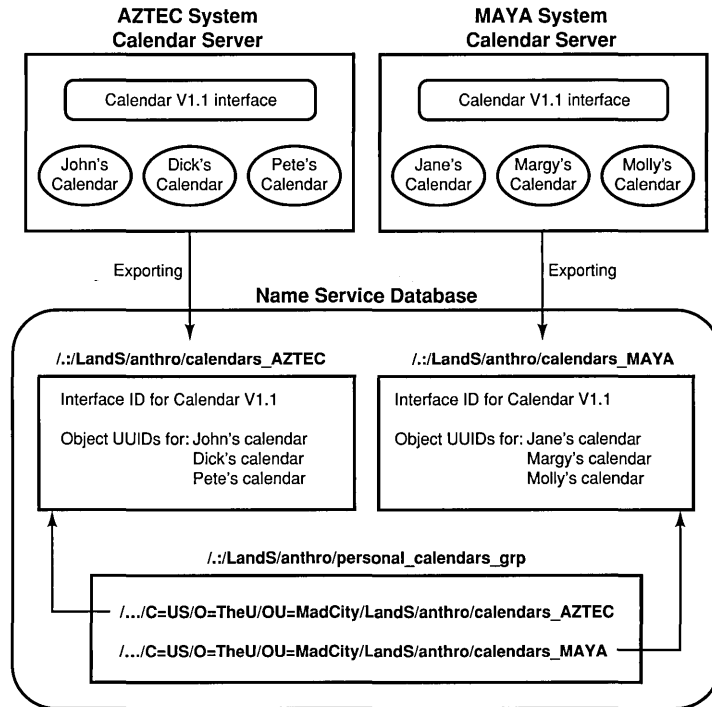 AZTEC System
Calendar Server
MAYA System
Calendar Server
Calendar V1.1 interface
John's
Calendar
Dick's
Calendar
Pete's
Calendar
Calendar V1.1 interface
Jane's
Calendar
Margy's
Calendar
Molly's
Calendar
Exporting
Exporting
Name Service Database
/.:/LandS/anthro/calendars_AZTEC
Interface ID for Calendar V1.1
Object UUIDs for: John's calendar
Dick's calendar
Pete's calendar
/.:/LandS/anthro/calendars_MAYA
Interface ID for Calendar V1.1
Object UUIDs for: Jane's calendar
Margy's calendar
Molly's calendar
/.:/LandS/anthro/personal_calendars_grp
/.../C=US/O=TheU/OU=MadCity/LandS/anthro/calendars_AZTEC
/.../C=US/O=TheU/OU=MadCity/LandS/anthro/calendars_MAYA